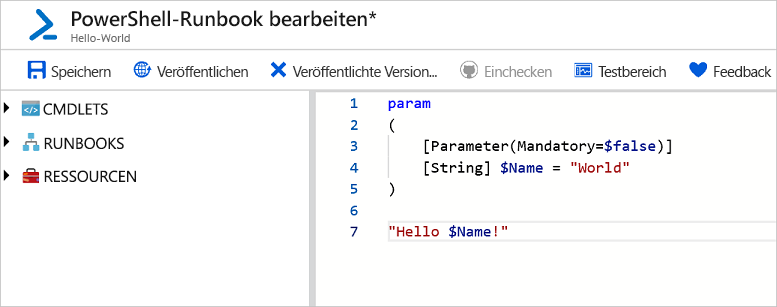 PowerShell-Runbook bearbeiten*
Hello-World
Speichern Veröffentlichen Veröffentlichte Version... Einchecken Testbereich Feedback
CMDLETS
RUNBOOKS
RESSOURCEN
1 param
2 (
3 [Parameter(Mandatory=$false)]
4 [String] $Name = "World"
5 )
6
7 "Hello $Name!"